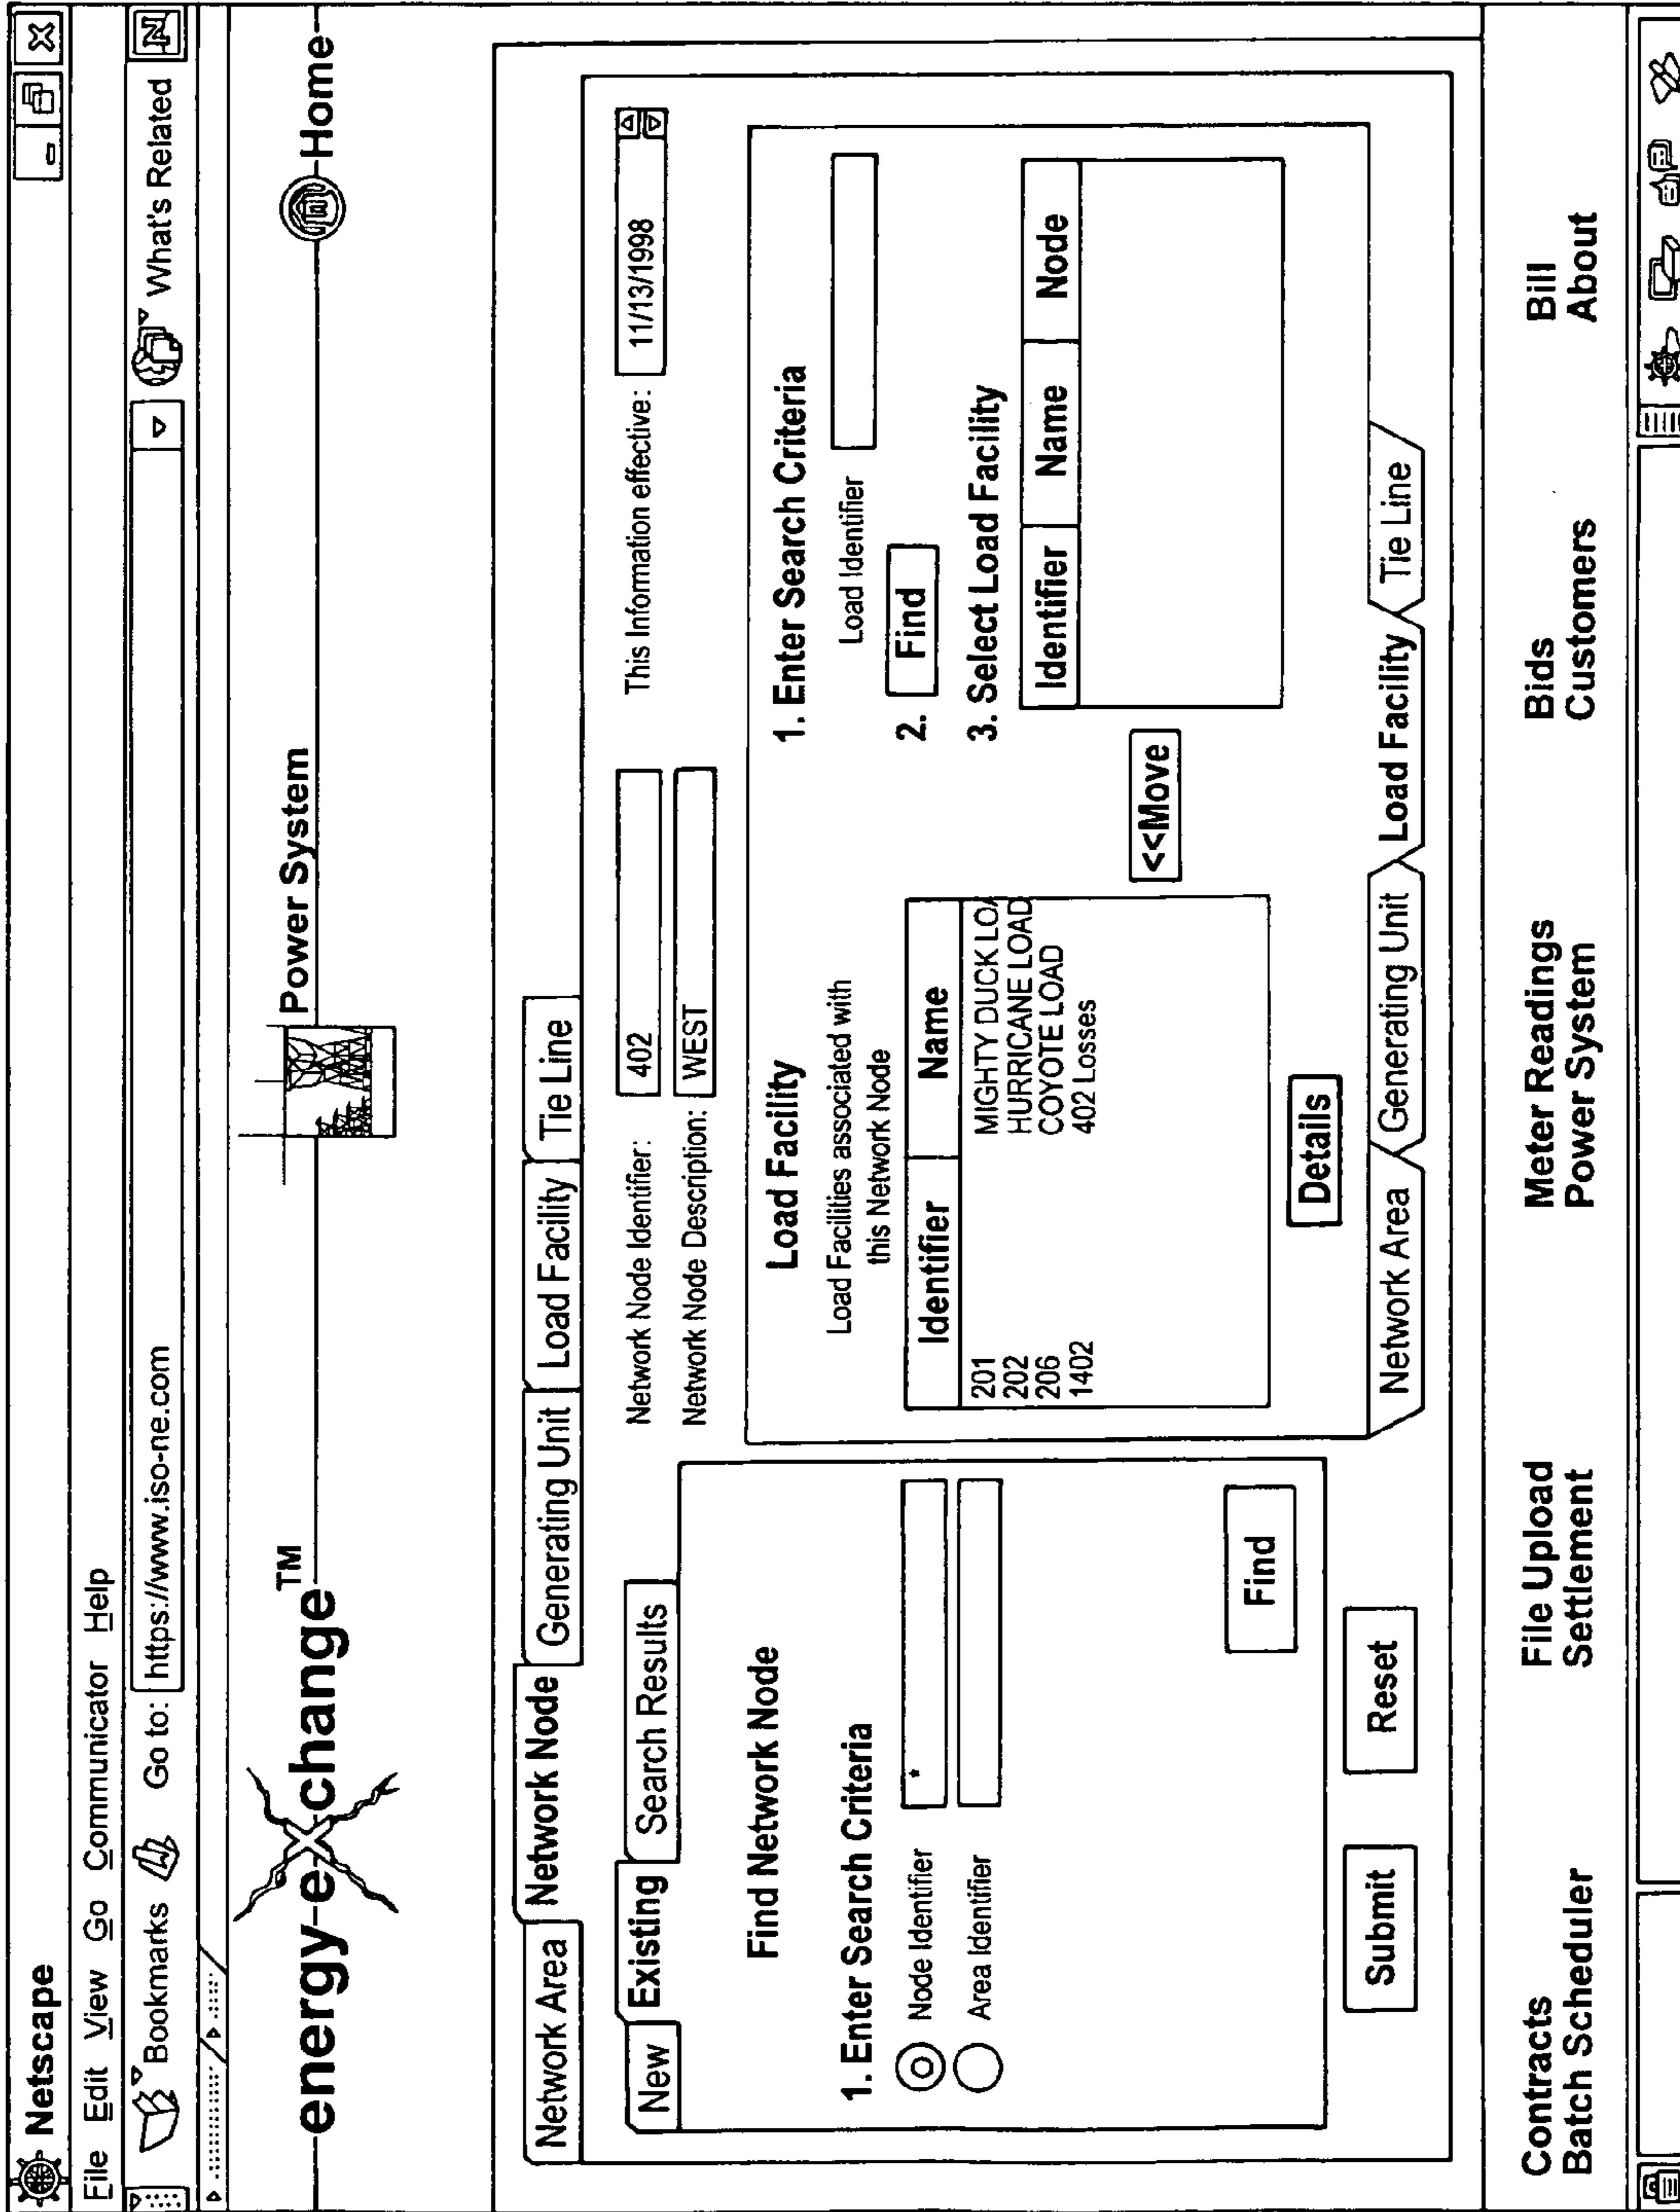 Netscape
File Edit View Go Communicator Help
Bookmarks Go to: https://www.iso-ne.com What's Related
N
energy-eXchange™ Power System Home
Network Area Network Node Generating Unit Load Facility Tie Line
New Existing Search Results
Find Network Node
1. Enter Search Criteria
Node Identifier *
Area Identifier
Find
Submit Reset
Network Node Identifier: 402 This Information effective: 11/13/1998
Network Node Description: WEST
Load Facility
Load Facilities associated with
this Network Node
Identifier Name
201 MIGHTY DUCK LOA
202 HURRICANE LOAD
206 COYOTE LOAD
1402 402 Losses
Details
<<Move
1. Enter Search Criteria
Load Identifier
2. Find
3. Select Load Facility
Identifier Name Node
Network Area Generating Unit Load Facility Tie Line
Contracts File Upload Meter Readings Bids Bill
Batch Scheduler Settlement Power System Customers About